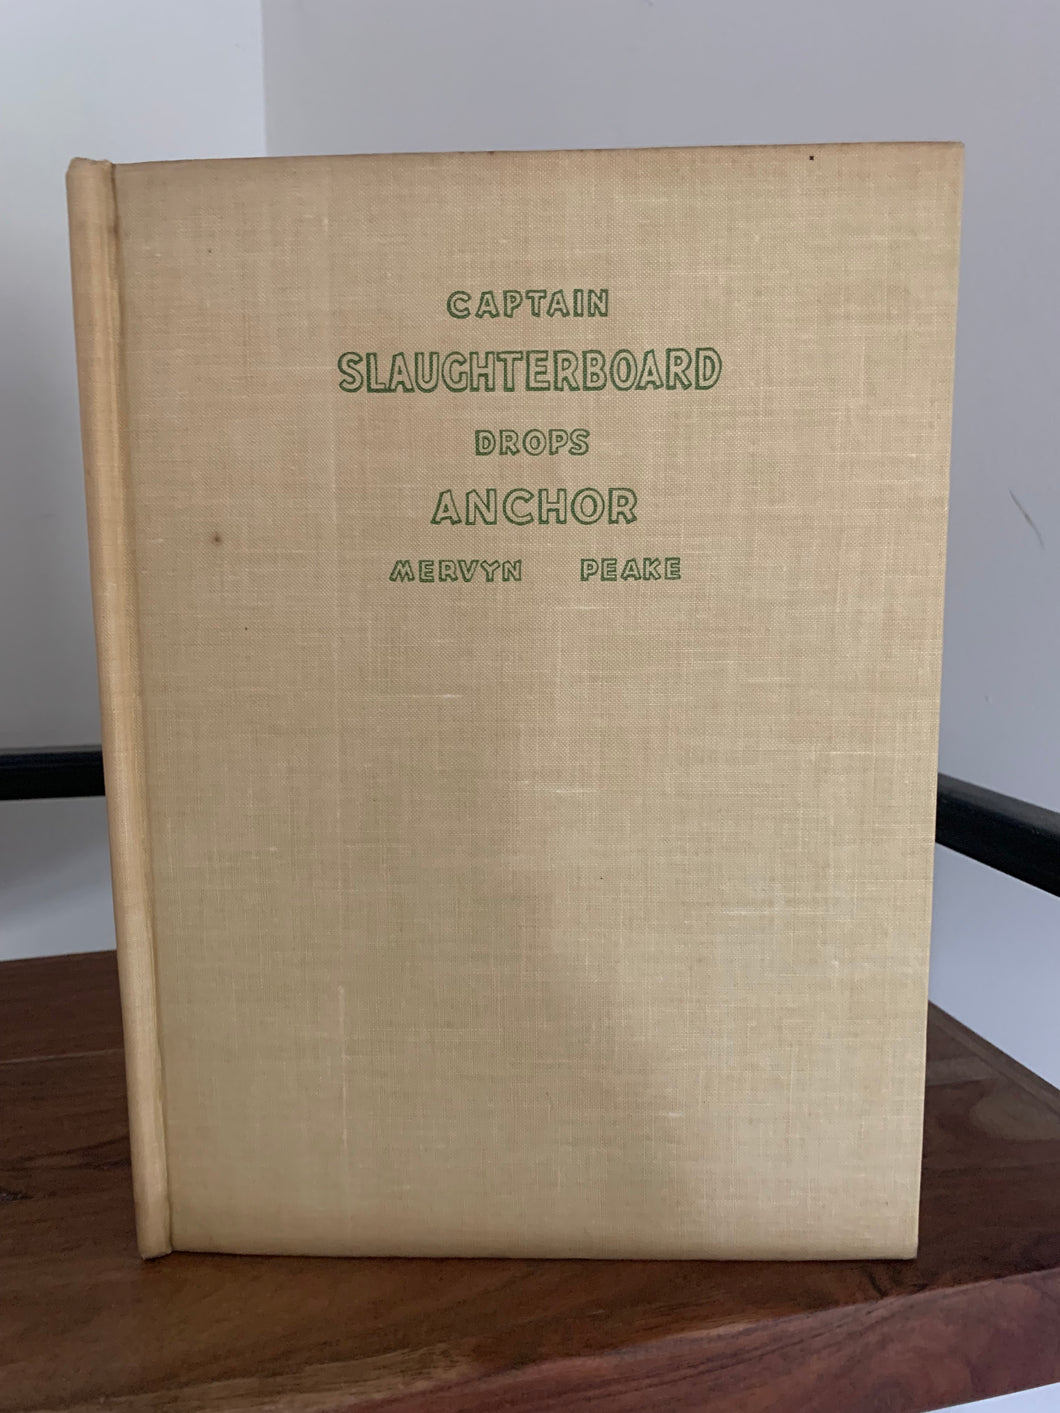 CAPTAIN
SLAUGHTERBOARD
DROPS
ANCHOR
MERVYN PEAKE